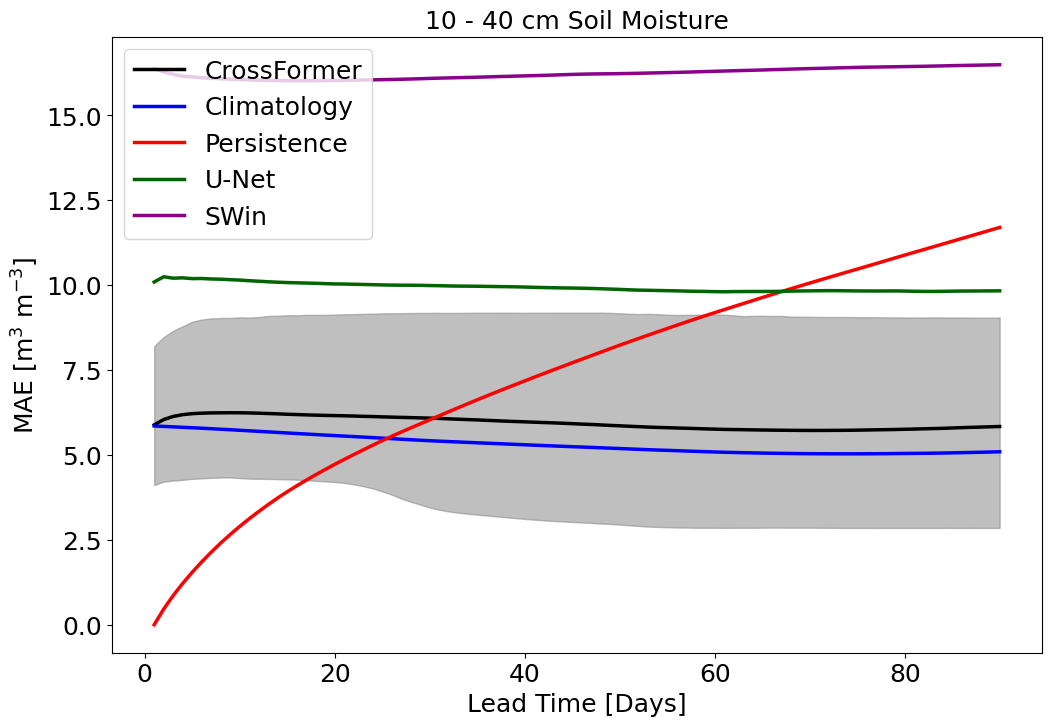 10 - 40 cm Soil Moisture
CrossFormer
Climatology
Persistence
U-Net
SWin
MAE [m³ m⁻³]
15.0
12.5
10.0
7.5
5.0
2.5
0.0
0 20 40 60 80
Lead Time [Days]